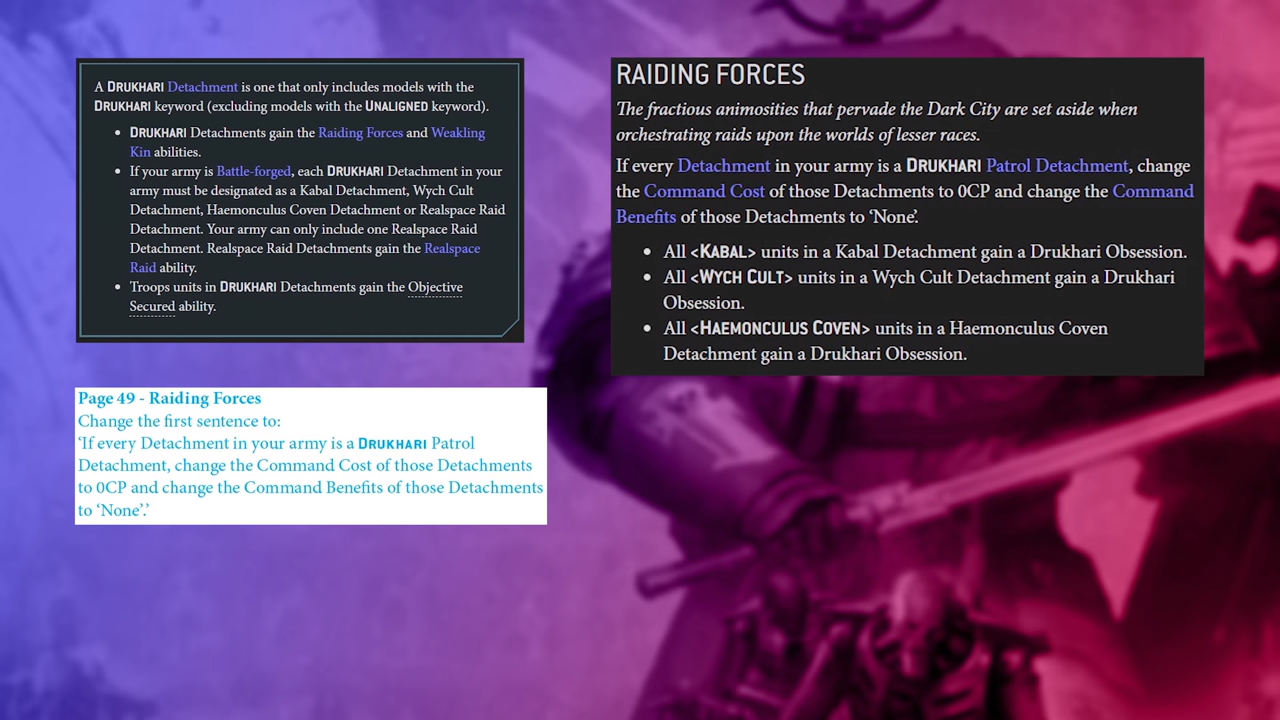 A DRUKHARI Detachment is one that only includes models with the
DRUKHARI keyword (excluding models with the UNALIGNED keyword).
• DRUKHARI Detachments gain the Raiding Forces and Weakling
Kin abilities.
• If your army is Battle-forged, each DRUKHARI Detachment in your
army must be designated as a Kabal Detachment, Wych Cult
Detachment, Haemonculus Coven Detachment or Realspace Raid
Detachment. Your army can only include one Realspace Raid
Detachment. Realspace Raid Detachments gain the Realspace
Raid ability.
• Troops units in DRUKHARI Detachments gain the Objective
Secured ability.
RAIDING FORCES
The fractious animosities that pervade the Dark City are set aside when
orchestrating raids upon the worlds of lesser races.
If every Detachment in your army is a DRUKHARI Patrol Detachment, change
the Command Cost of those Detachments to 0CP and change the Command
Benefits of those Detachments to ‘None’.
• All <KABAL> units in a Kabal Detachment gain a Drukhari Obsession.
• All <WYCH CULT> units in a Wych Cult Detachment gain a Drukhari
Obsession.
• All <HAEMONCULUS COVEN> units in a Haemonculus Coven
Detachment gain a Drukhari Obsession.
Page 49 - Raiding Forces
Change the first sentence to:
‘If every Detachment in your army is a DRUKHARI Patrol
Detachment, change the Command Cost of those Detachments
to 0CP and change the Command Benefits of those Detachments
to ‘None’.’